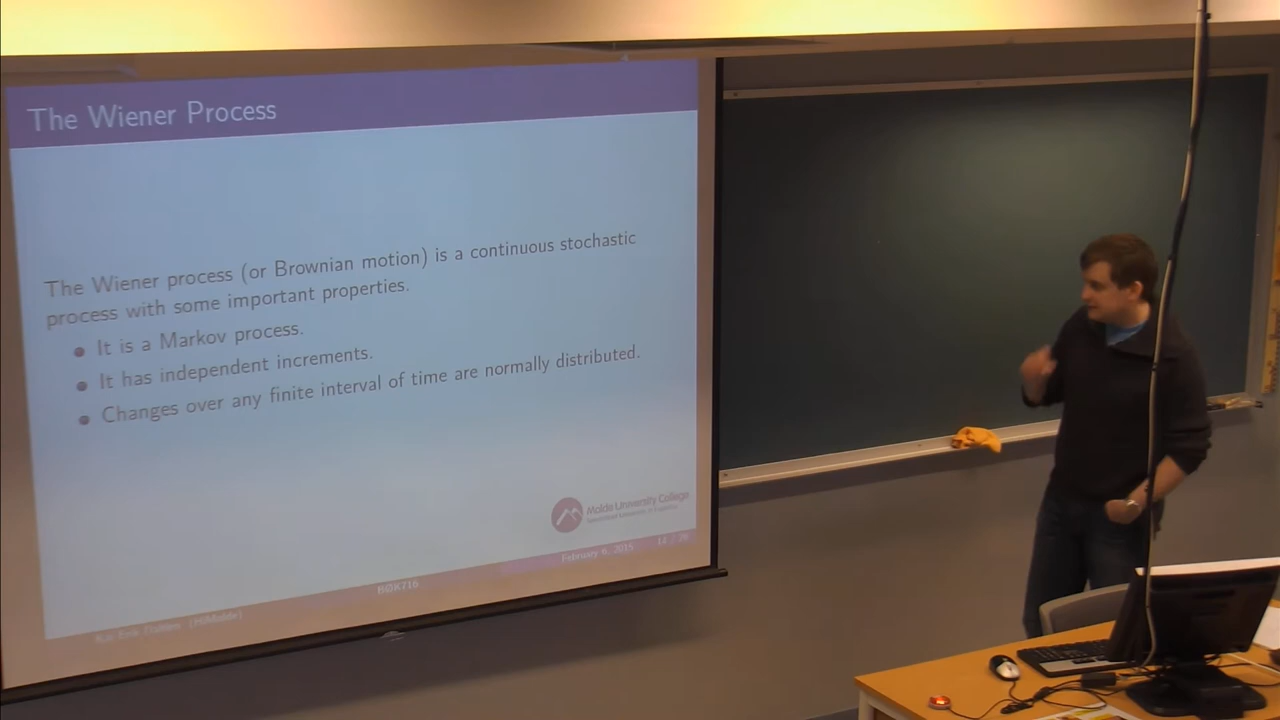 The Wiener Process
The Wiener process (or Brownian motion) is a continuous stochastic
process with some important properties.
It is a Markov process.
It has independent increments.
Changes over any finite interval of time are normally distributed.
Molde University College
(HiMolde)
BØK716
February 6, 2015